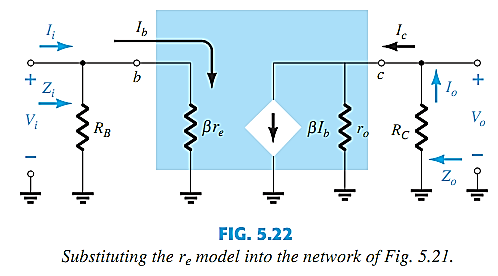 I_i I_b I_c
b c
+ Z_i I_o +
V_i R_B βr_e βI_b r_o R_C V_o
– –
Z_o
FIG. 5.22
Substituting the r_e model into the network of Fig. 5.21.